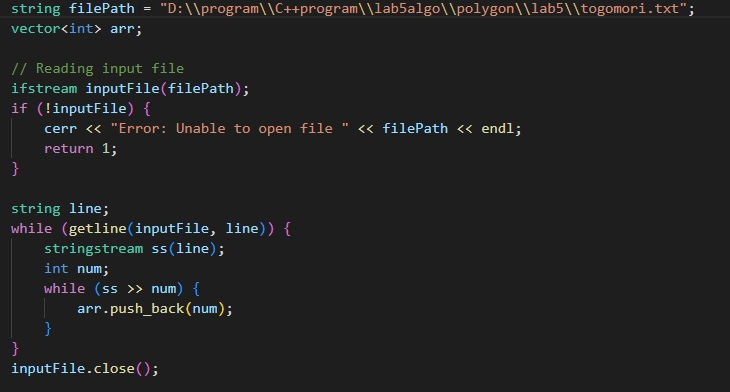 string filePath = "D:\\program\\C++program\\lab5algo\\polygon\\lab5\\togomori.txt";
vector<int> arr;

// Reading input file
ifstream inputFile(filePath);
if (!inputFile) {
    cerr << "Error: Unable to open file " << filePath << endl;
    return 1;
}

string line;
while (getline(inputFile, line)) {
    stringstream ss(line);
    int num;
    while (ss >> num) {
        arr.push_back(num);
    }
}
inputFile.close();